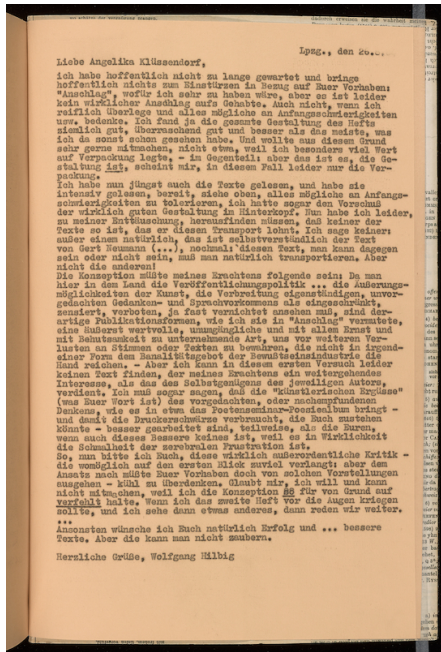 Lpzg., den 26.
Liebe Angelika Klüssendorf,
ich habe hoffentlich nicht zu lange gewartet und bringe
hoffentlich nichts zum Einstürzen in Bezug auf Euer Vorhaben:
"Anschlag", wofür ich sehr zu haben wäre, aber es ist leider
kein wirklicher Anschlag aufs Gehabte. Auch nicht, wenn ich
reiflich überlege und alles mögliche an Anfangsschwierigkeiten
usw. bedenke. Ich fand ja die gesamte Gestaltung des Hefts
ziemlich gut, überraschend gut und besser als das meiste, was
ich da sonst schon gesehen habe. Und wollte aus diesem Grund
sehr gerne mitmachen, nicht etwa, weil ich besonders viel Wert
auf Verpackung legte, - im Gegenteil: aber das ist es, die Ge-
staltung ist, scheint mir, in diesem Fall leider nur die Ver-
packung.
Ich habe nun jüngst auch die Texte gelesen, und habe sie
intensiv gelesen, bereit, siehe oben, alles mögliche an Anfangs-
schwierigkeiten zu tolerieren, ich hatte sogar den Vorschuß
der wirklich guten Gestaltung im Hinterkopf. Nun habe ich leider,
zu meiner Enttäuschung, herausfinden müssen, daß keiner der
Texte so ist, das er diesen Transport lohnt. Ich sage keiner:
außer einem natürlich, das ist selbstverständlich der Text
von Gert Neumann (...), nochmal: diesen Text, man kann dagegen
sein oder nicht sein, muß man natürlich transportieren. Aber
nicht die anderen!
Die Konzeption müßte meines Erachtens folgende sein: Da man
hier in dem Land die Veröffentlichungspolitik ... die Äußerungs-
möglichkeiten der Kunst, die Verbreitung eigenständigen, unvor-
gedachten Gedanken- und Sprachvorkommens als eingeschränkt,
zensiert, verboten, ja fast vernichtet ansehen muß, sind der-
artige Publikationsformen, wie ich sie in "Anschlag" vermutete,
eine äußerst wertvolle, unumgängliche und mit allem Ernst und
mit Behutsamkeit zu unternehmende Art, uns vor weiteren Ver-
lusten an Stimmen oder Texten zu bewahren, die nicht in irgend-
einer Form dem Banalitätsgebot der Bewußtseinsindustrie die
Hand reichen. - Aber ich kann in diesem ersten Versuch leider
keinen Text finden, der meines Erachtens ein weitergehendes
Interesse, als das des Selbstgenügens des jeweiligen Autors,
verdient. Ich muß sogar sagen, daß die "künstlerischen Ergüsse"
(was Euer Wort ist) des vorgedachten, oder nachempfundenen
Denkens, wie es in etwa das Poetenseminar-Poesiealbum bringt -
und damit die Druckerschwärze verbraucht, die Euch zustehen
könnte - besser gearbeitet sind, teilweise, als die Euren,
wenn auch dieses Bessere keines ist, weil es in Wirklichkeit
die Schmalheit der zerebralen Frustration ist.
So, nun bitte ich Euch, diese wirklich außerordentliche Kritik -
die womöglich auf den ersten Blick zuviel verlangt: aber dem
Ansatz nach müßte Euer Vorhaben doch von solchen Vorstellungen
ausgehen - kühl zu überdenken. Glaubt mir, ich will und kann
nicht mitmachen, weil ich die Konzeption so für von Grund auf
verfehlt halte. Wenn ich das zweite Heft vor die Augen kriegen
sollte, und ich sehe dann etwas anderes, dann reden wir weiter.
...
Ansonsten wünsche ich Euch natürlich Erfolg und ... bessere
Texte. Aber die kann man nicht zaubern.
Herzliche Grüße, Wolfgang Hilbig